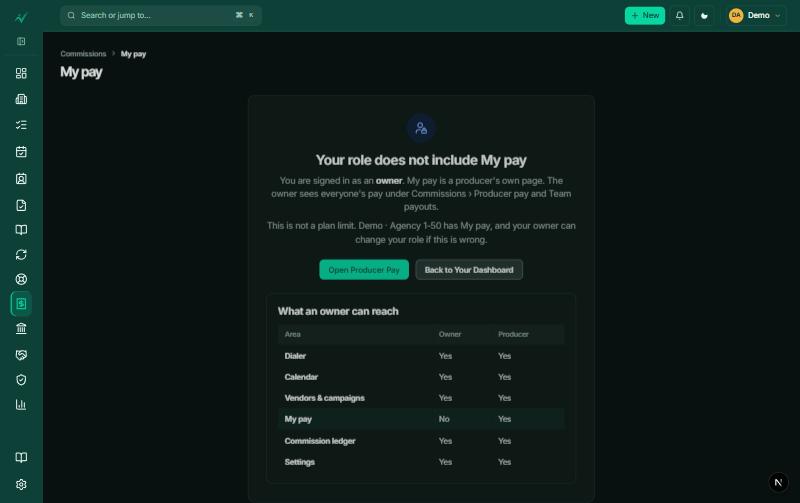 Search or jump to...
⌘ K
New
DA
Demo
Commissions > My pay
My pay
Your role does not include My pay
You are signed in as an owner. My pay is a producer's own page. The
owner sees everyone's pay under Commissions › Producer pay and Team
payouts.
This is not a plan limit. Demo · Agency 1-50 has My pay, and your owner can
change your role if this is wrong.
Open Producer Pay
Back to Your Dashboard
What an owner can reach
Area Owner Producer
Dialer Yes Yes
Calendar Yes Yes
Vendors & campaigns Yes Yes
My pay No Yes
Commission ledger Yes Yes
Settings Yes Yes
N